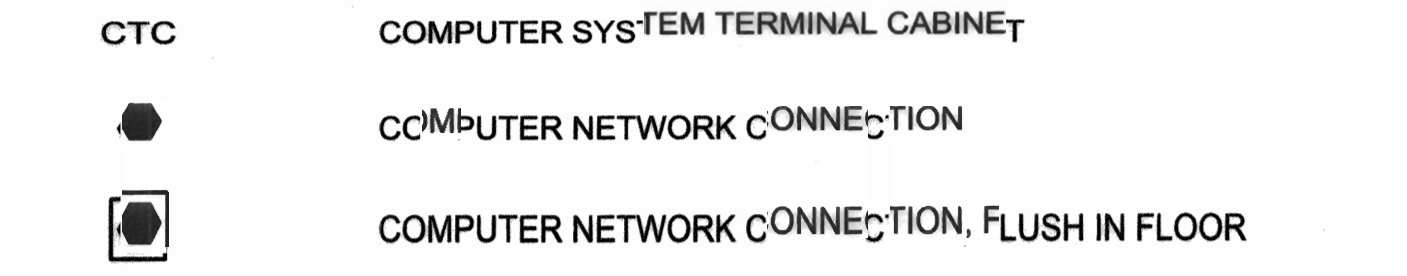 CTC COMPUTER SYSTEM TERMINAL CABINET
COMPUTER NETWORK CONNECTION
COMPUTER NETWORK CONNECTION, FLUSH IN FLOOR